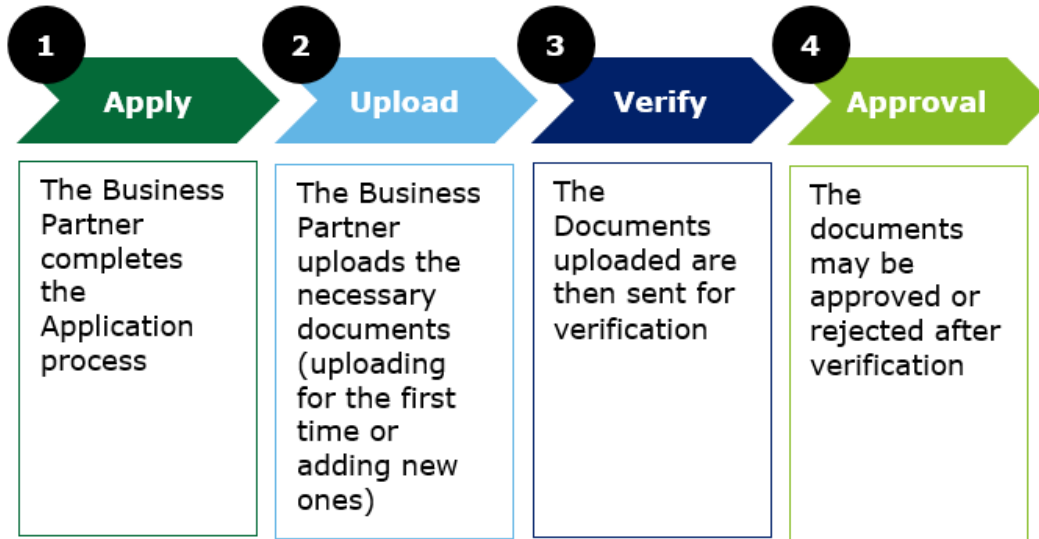 1
Apply
The Business
Partner
completes
the
Application
process
2
Upload
The Business
Partner
uploads the
necessary
documents
(uploading
for the first
time or
adding new
ones)
3
Verify
The
Documents
uploaded are
then sent for
verification
4
Approval
The
documents
may be
approved or
rejected after
verification